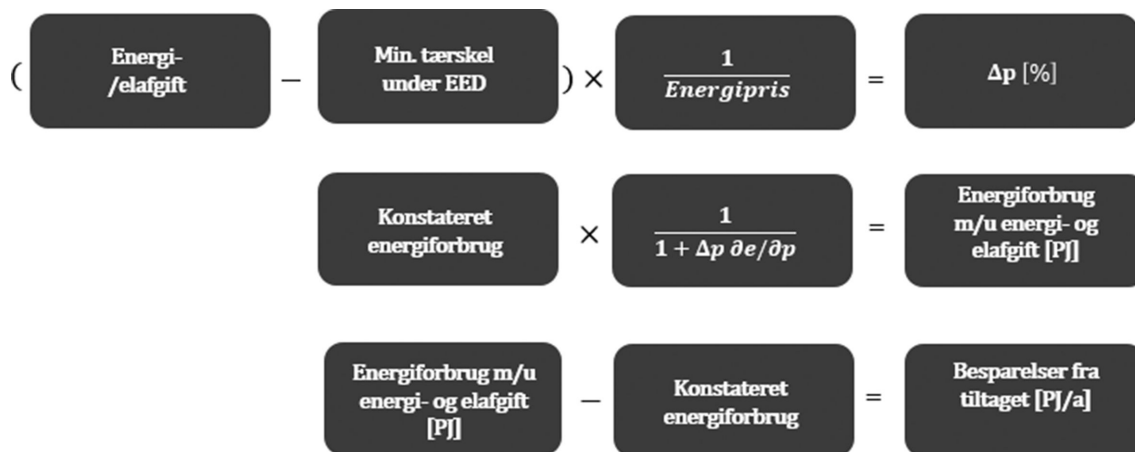 ( Energi-
/elafgift
−
Min. tærskel
under EED
) ×
1
Energipris
=
Δp [%]
Konstateret
energiforbrug
×
1
1 + Δp ∂e/∂p
=
Energiforbrug
m/u energi- og
elafgift [PJ]
Energiforbrug m/u
energi- og elafgift
[PJ]
−
Konstateret
energiforbrug
=
Besparelser fra
tiltaget [PJ/a]